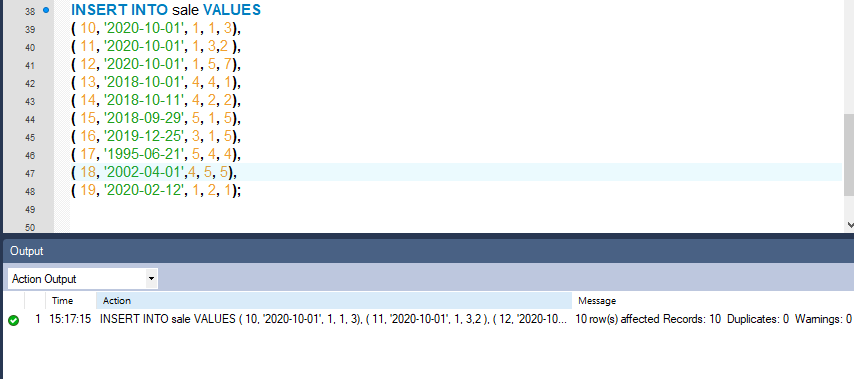 38 INSERT INTO sale VALUES
39 ( 10, '2020-10-01', 1, 1, 3),
40 ( 11, '2020-10-01', 1, 3,2 ),
41 ( 12, '2020-10-01', 1, 5, 7),
42 ( 13, '2018-10-01', 4, 4, 1),
43 ( 14, '2018-10-11', 4, 2, 2),
44 ( 15, '2018-09-29', 5, 1, 5),
45 ( 16, '2019-12-25', 3, 1, 5),
46 ( 17, '1995-06-21', 5, 4, 4),
47 ( 18, '2002-04-01',4, 5, 5),
48 ( 19, '2020-02-12', 1, 2, 1);
49
50
Output
Action Output
Time Action Message
1 15:17:15 INSERT INTO sale VALUES ( 10, '2020-10-01', 1, 1, 3), ( 11, '2020-10-01', 1, 3,2 ), ( 12, '2020-10... 10 row(s) affected Records: 10 Duplicates: 0 Warnings: 0